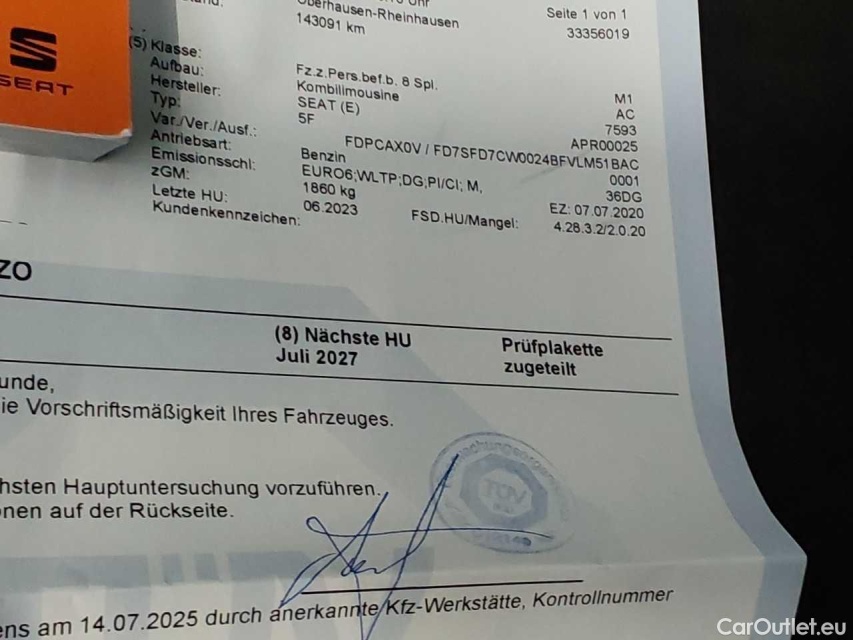 Uhr
Seite 1 von 1
Oberhausen-Rheinhausen
143091 km
33356019
SEAT
(5) Klasse:
Fz.z.Pers.bef.b. 8 Spl.
M1
Aufbau:
Kombilimousine
AC
Hersteller:
SEAT (E)
7593
Typ:
5F
APR00025
Var./Ver./Ausf.:
FDPCAX0V / FD7SFD7CW0024BFVLM51BAC
Antriebsart:
Benzin
0001
Emissionsschl:
EURO6;WLTP;DG;PI/CI; M,
36DG
zGM:
1860 kg
EZ: 07.07.2020
Letzte HU:
06.2023
FSD.HU/Mangel:
4.28.3.2/2.0.20
Kundenkennzeichen:
ZO
(8) Nächste HU
Juli 2027
Prüfplakette
zugeteilt
unde,
ie Vorschriftsmäßigkeit Ihres Fahrzeuges.
hsten Hauptuntersuchung vorzuführen.
onen auf der Rückseite.
TÜV
ens am 14.07.2025 durch anerkannte Kfz-Werkstätte, Kontrollnummer
CarOutlet.eu